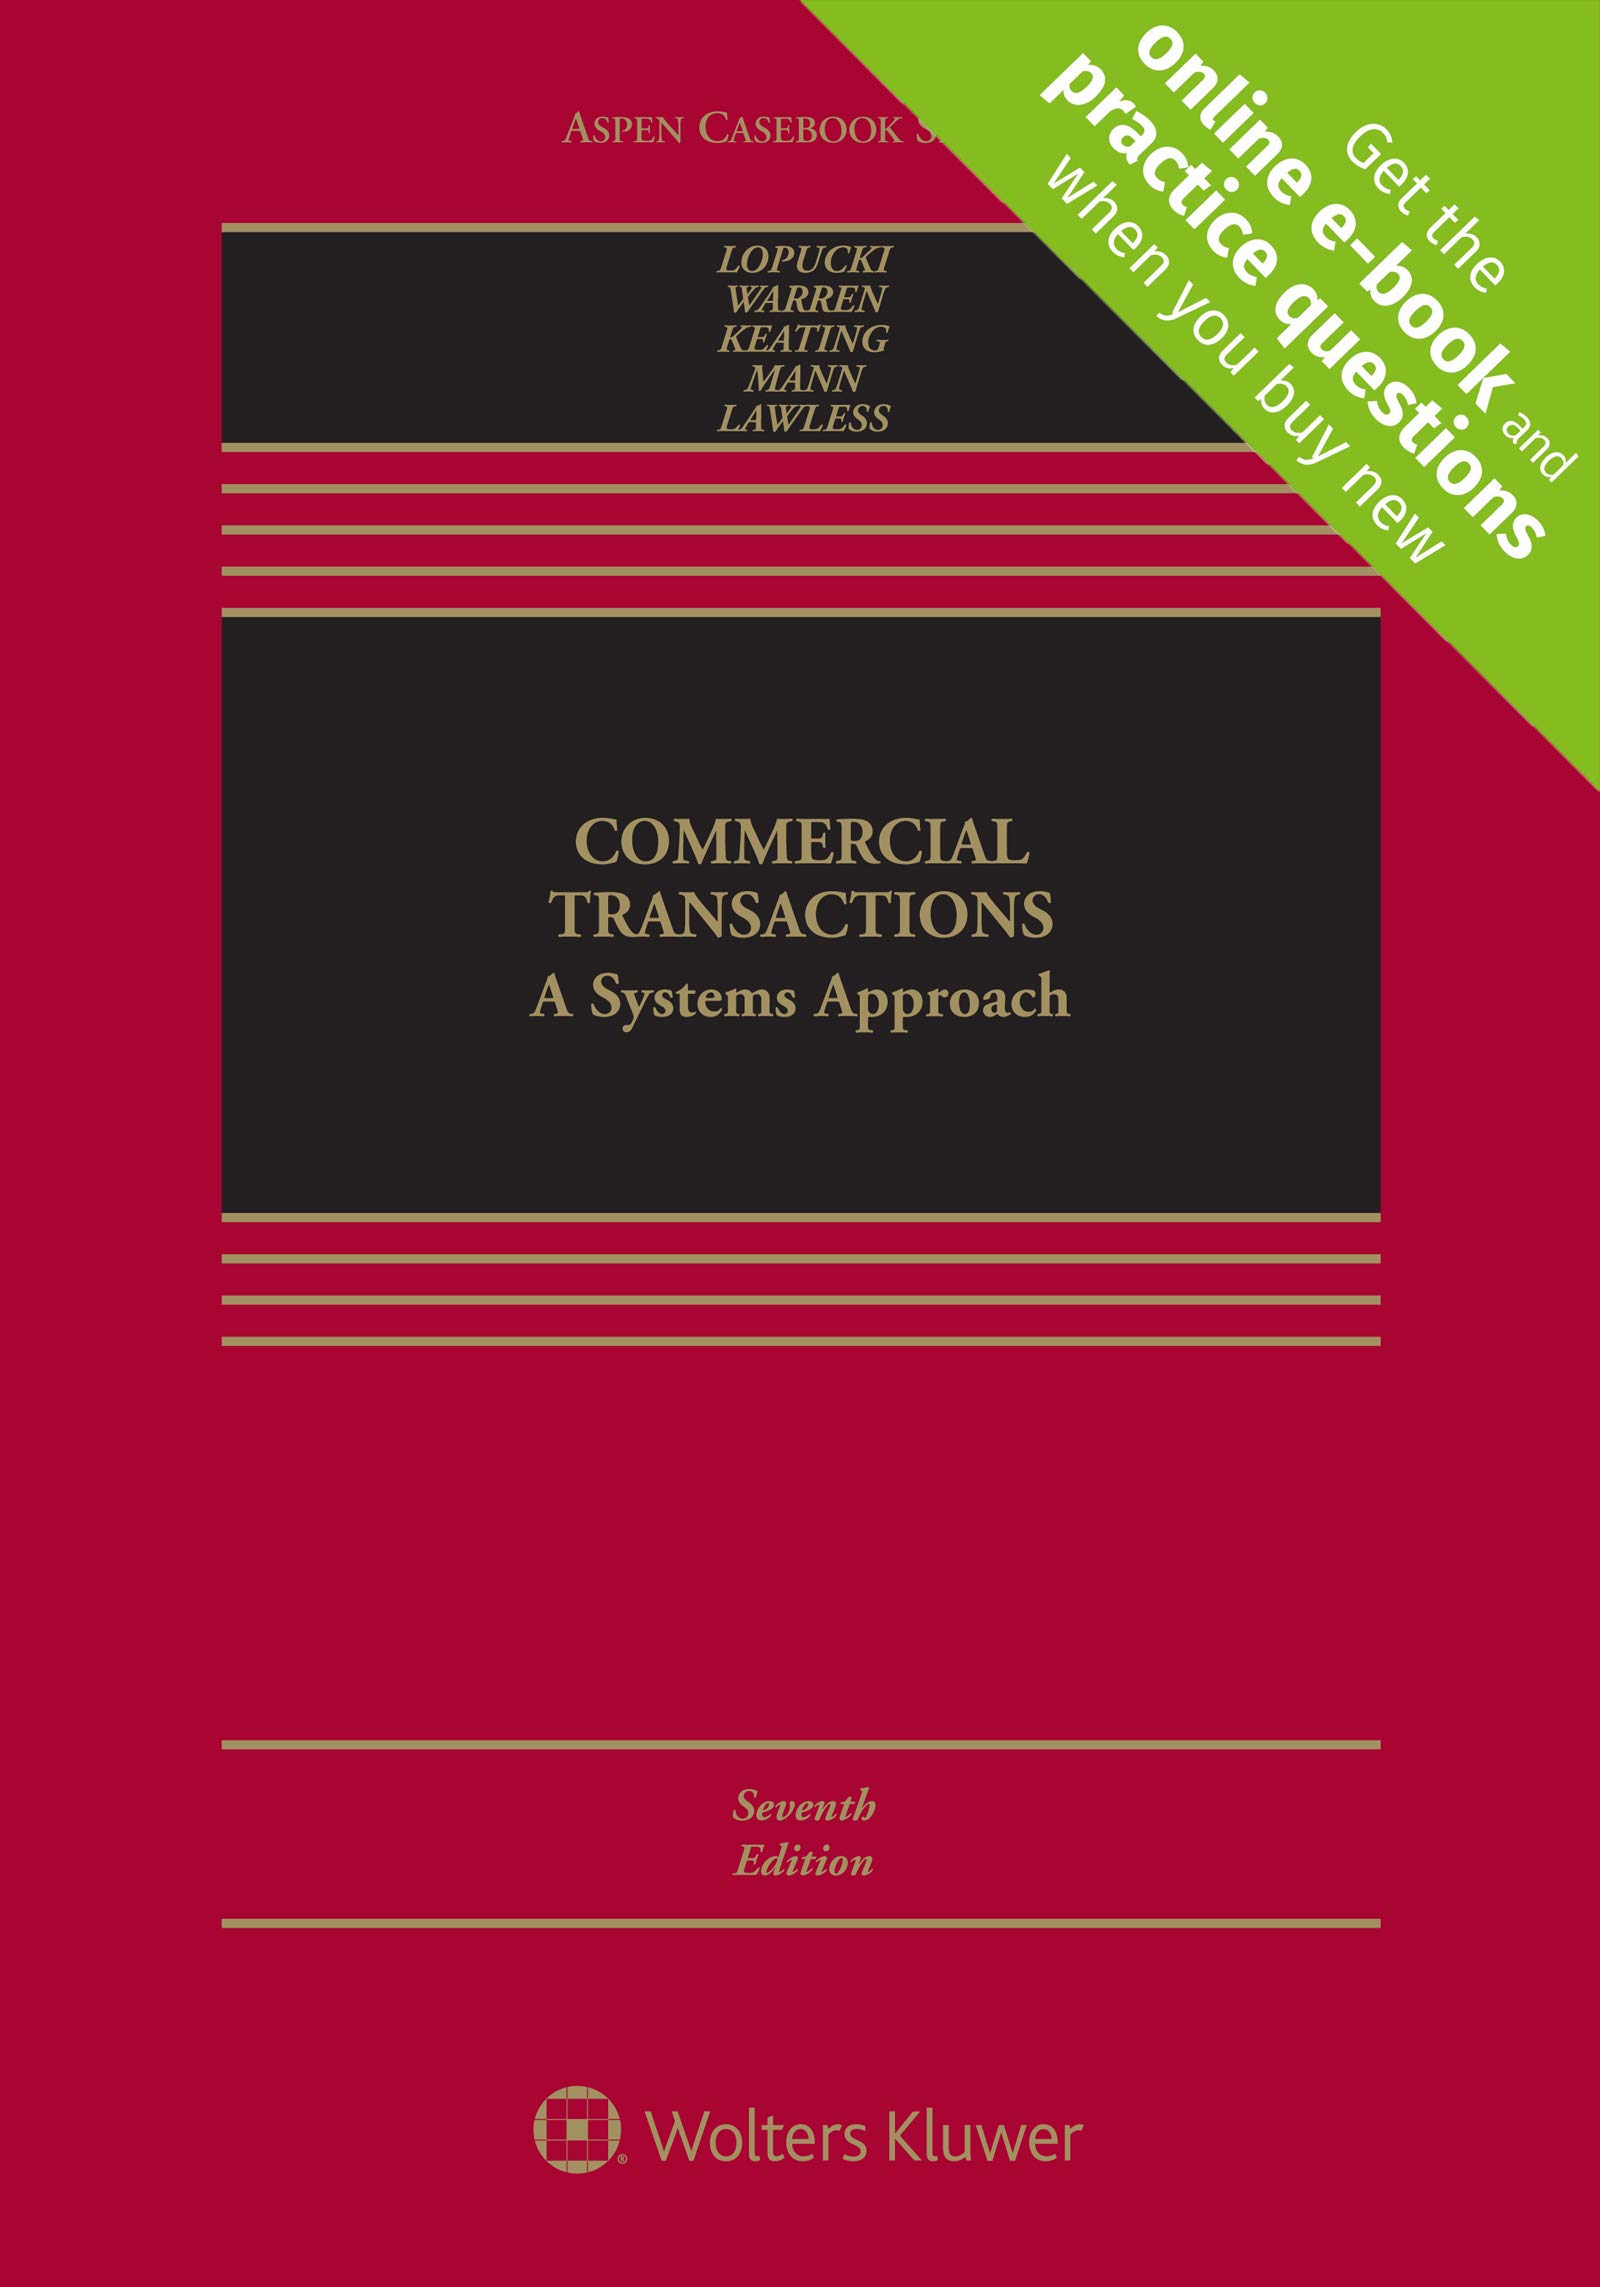 ASPEN CASEBOOK
Get the
online e-book and
practice questions
when you buy new
LOPUCKI
WARREN
KEATING
MANN
LAWLESS
COMMERCIAL
TRANSACTIONS
A Systems Approach
Seventh
Edition
Wolters Kluwer